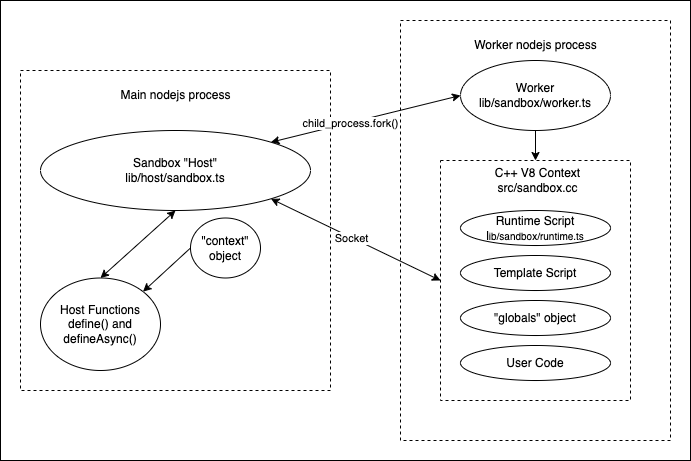 Worker nodejs process
Main nodejs process
Worker
lib/sandbox/worker.ts
child_process.fork()
Sandbox "Host"
lib/host/sandbox.ts
C++ V8 Context
src/sandbox.cc
Runtime Script
lib/sandbox/runtime.ts
"context"
object
Socket
Template Script
Host Functions
define() and
defineAsync()
"globals" object
User Code